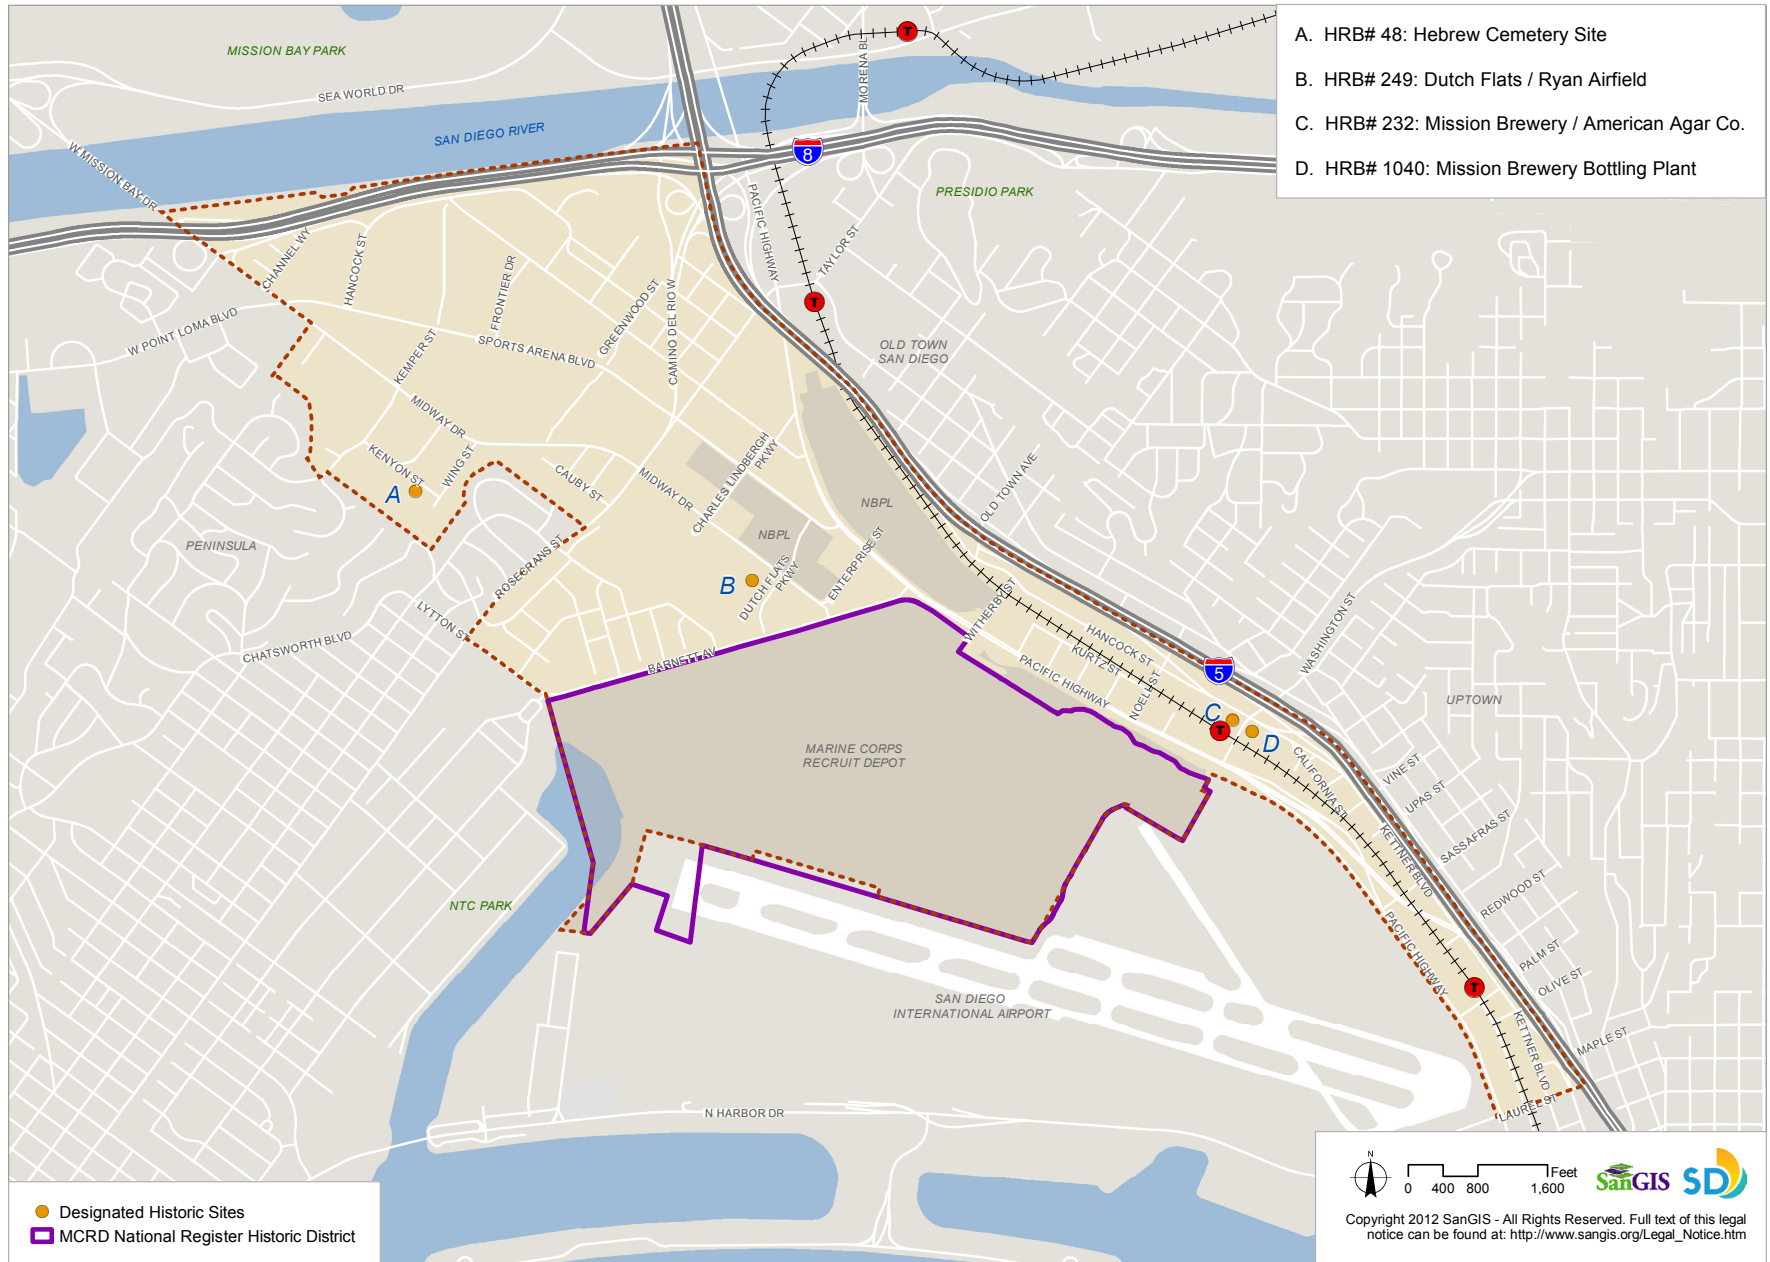 MISSION BAY PARK
SEA WORLD DR
SAN DIEGO RIVER
W MISSION BAY DR
MORENA BL
T
8
PRESIDIO PARK
A. HRB# 48: Hebrew Cemetery Site
B. HRB# 249: Dutch Flats / Ryan Airfield
C. HRB# 232: Mission Brewery / American Agar Co.
D. HRB# 1040: Mission Brewery Bottling Plant
PACIFIC HIGHWAY
TAYLOR ST
T
CHANNEL WY
HANCOCK ST
FRONTIER DR
GREENWOOD ST
CAMINO DEL RIO W
W POINT LOMA BLVD
KEMPER ST
SPORTS ARENA BLVD
OLD TOWN
SAN DIEGO
MIDWAY DR
KENYON ST
WING ST
A
CAUBY ST
MIDWAY DR
CHARLES LINDBERGH
PKWY
NBPL
NBPL
OLD TOWN AVE
PENINSULA
ROSECRANS ST
B
DUTCH FLATS
PKWY
ENTERPRISE ST
LYTTON ST
CHATSWORTH BLVD
BARNETT AV
WITHERBY ST
HANCOCK ST
KURTZ ST
PACIFIC HIGHWAY
NOELL ST
5
WASHINGTON ST
UPTOWN
C
T
D
MARINE CORPS
RECRUIT DEPOT
CALIFORNIA ST
VINE ST
UPAS ST
SASSAFRAS ST
KETTNER BLVD
REDWOOD ST
NTC PARK
PACIFIC HIGHWAY
PALM ST
OLIVE ST
T
SAN DIEGO
INTERNATIONAL AIRPORT
KETTNER BLVD
MAPLE ST
LAUREL ST
N HARBOR DR
Designated Historic Sites
MCRD National Register Historic District
N
0 400 800 1,600 Feet
SanGIS
SD
Copyright 2012 SanGIS - All Rights Reserved. Full text of this legal
notice can be found at: http://www.sangis.org/Legal_Notice.htm